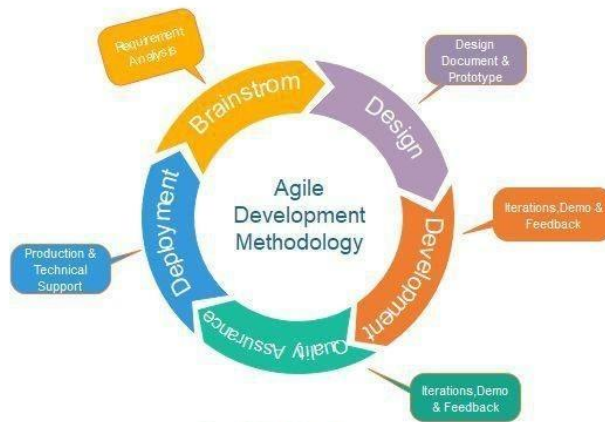 Requirement
Analysis
Brainstrom
Design
Document &
Prototype
Design
Agile
Development
Methodology
Iterations,Demo &
Feedback
Development
Deployment
Production &
Technical
Support
Quality Assurance
Iterations,Demo
& Feedback